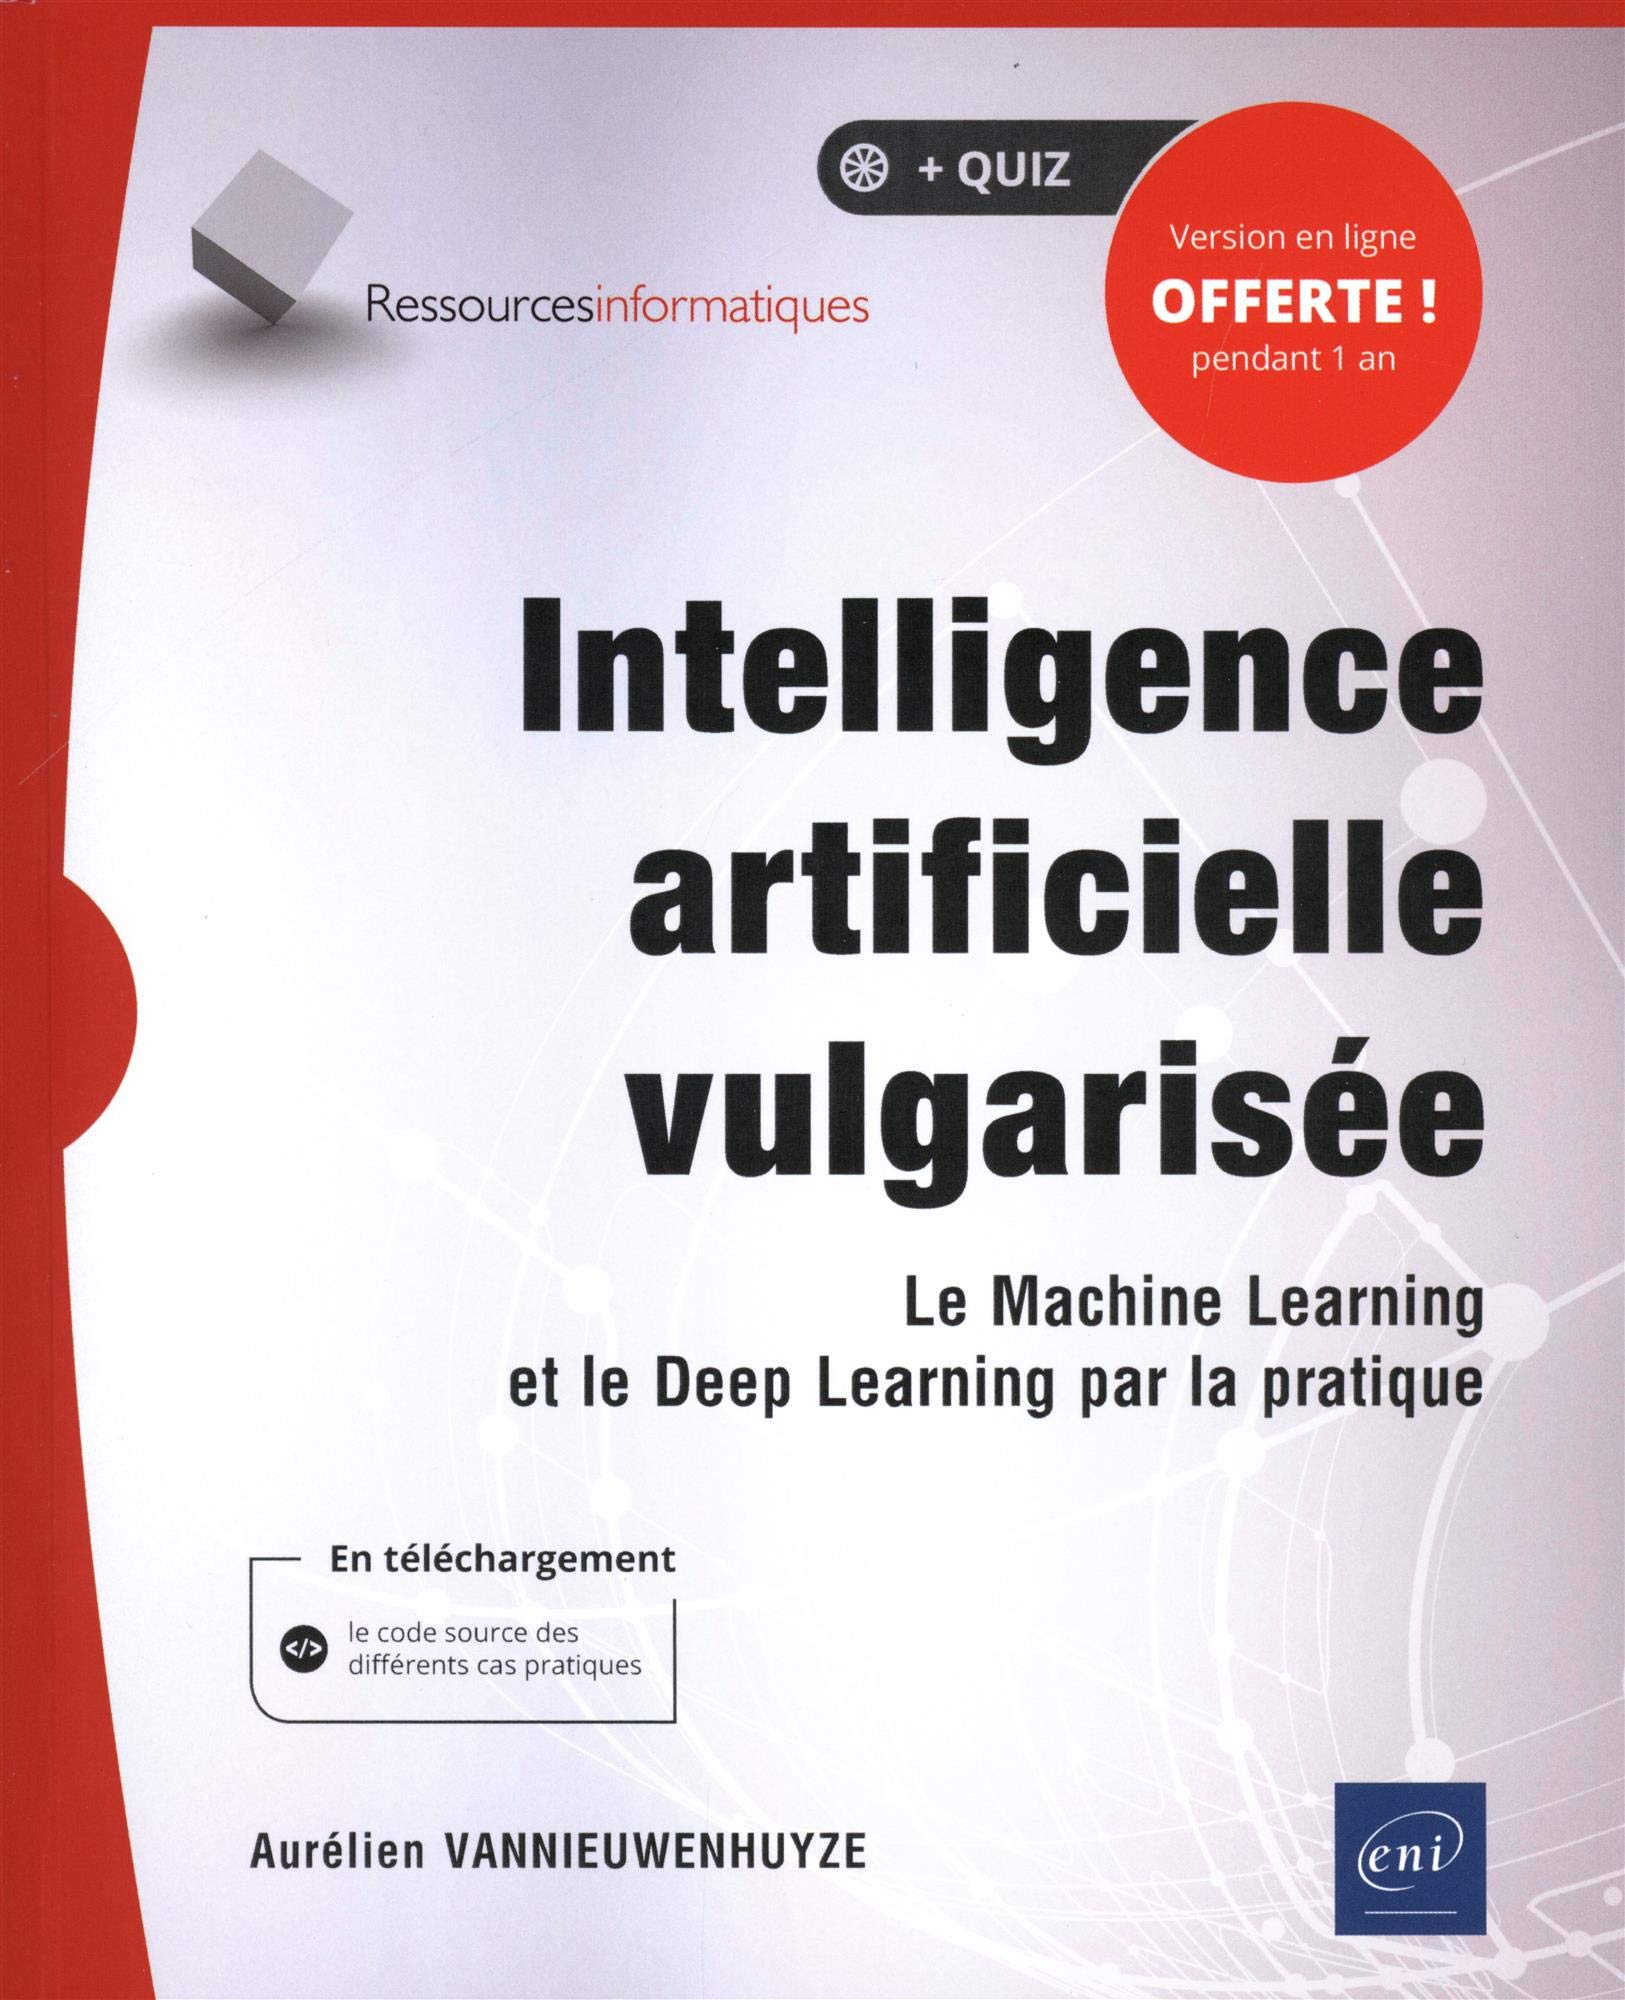 + QUIZ
Version en ligne
OFFERTE !
pendant 1 an
Ressourcesinformatiques
Intelligence
artificielle
vulgarisée
Le Machine Learning
et le Deep Learning par la pratique
En téléchargement
</>
le code source des
différents cas pratiques
Aurélien VANNIEUWENHUYZE
eni